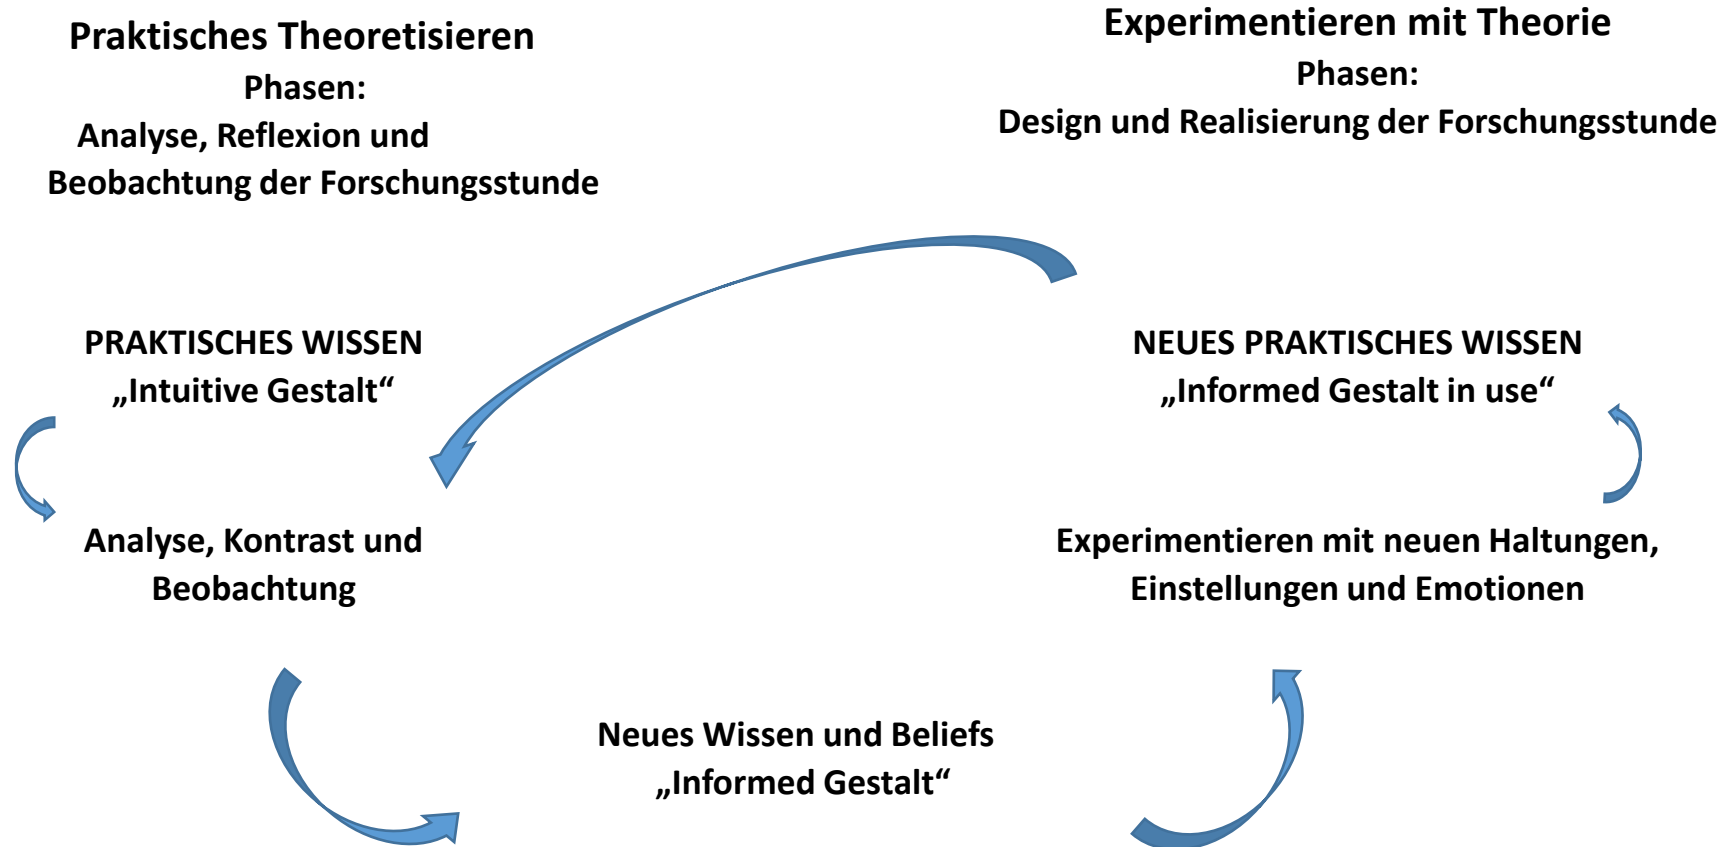 Praktisches Theoretisieren
Phasen:
Analyse, Reflexion und
Beobachtung der Forschungsstunde
Experimentieren mit Theorie
Phasen:
Design und Realisierung der Forschungsstunde
PRAKTISCHES WISSEN
„Intuitive Gestalt“
NEUES PRAKTISCHES WISSEN
„Informed Gestalt in use“
Analyse, Kontrast und
Beobachtung
Experimentieren mit neuen Haltungen,
Einstellungen und Emotionen
Neues Wissen und Beliefs
„Informed Gestalt“